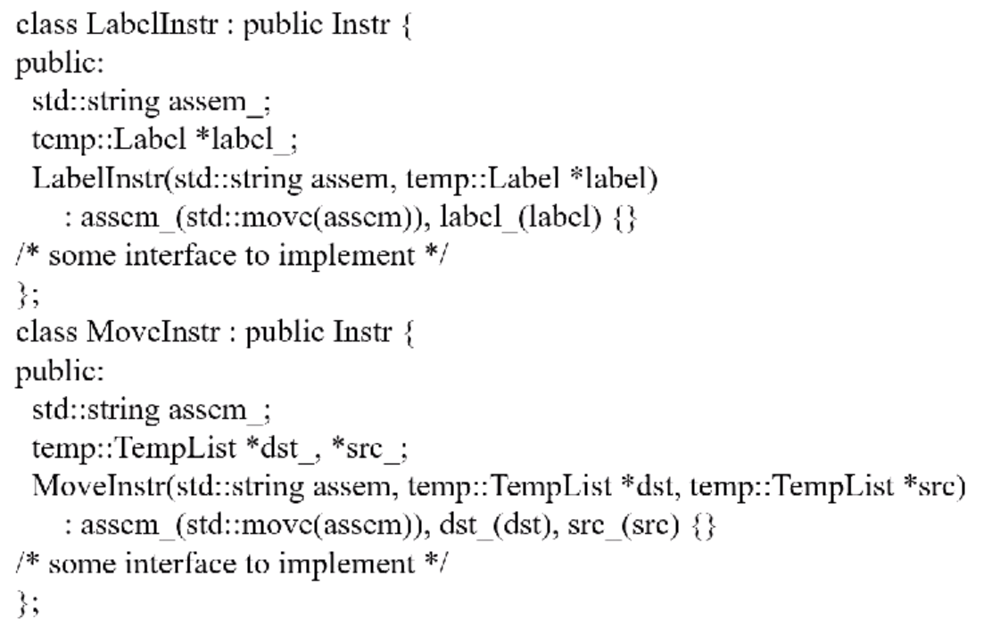 class LabelInstr : public Instr {
public:
std::string assem_;
temp::Label *label_;
LabelInstr(std::string assem, temp::Label *label)
: assem_(std::move(assem)), label_(label) {}
/* some interface to implement */
};
class MoveInstr : public Instr {
public:
std::string assem_;
temp::TempList *dst_, *src_;
MoveInstr(std::string assem, temp::TempList *dst, temp::TempList *src)
: assem_(std::move(assem)), dst_(dst), src_(src) {}
/* some interface to implement */
};